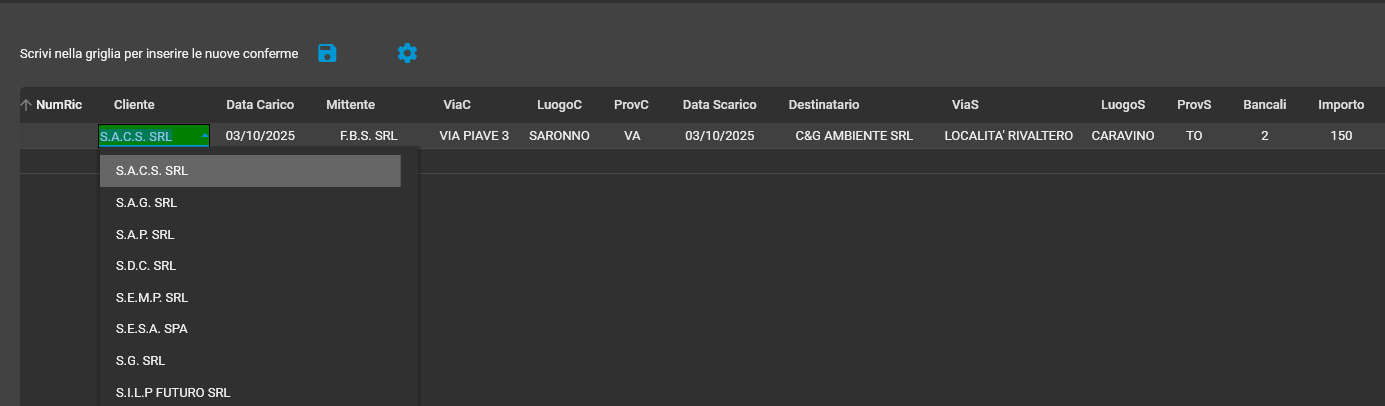 Scrivi nella griglia per inserire le nuove conferme
NumRic Cliente Data Carico Mittente ViaC LuogoC ProvC Data Scarico Destinatario ViaS LuogoS ProvS Bancali Importo
S.A.C.S. SRL 03/10/2025 F.B.S. SRL VIA PIAVE 3 SARONNO VA 03/10/2025 C&G AMBIENTE SRL LOCALITA' RIVALTERO CARAVINO TO 2 150
S.A.C.S. SRL
S.A.G. SRL
S.A.P. SRL
S.D.C. SRL
S.E.M.P. SRL
S.E.S.A. SPA
S.G. SRL
S.I.L.P FUTURO SRL